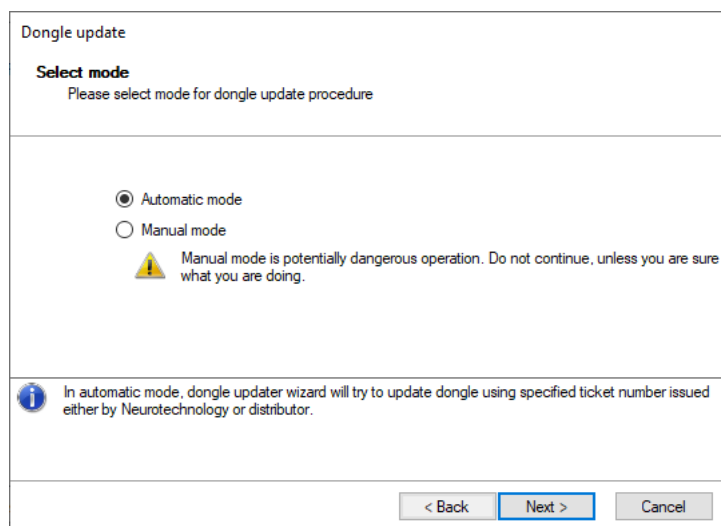 Dongle update
Select mode
Please select mode for dongle update procedure
Automatic mode
Manual mode
Manual mode is potentially dangerous operation. Do not continue, unless you are sure
what you are doing.
In automatic mode, dongle updater wizard will try to update dongle using specified ticket number issued
either by Neurotechnology or distributor.
< Back Next > Cancel